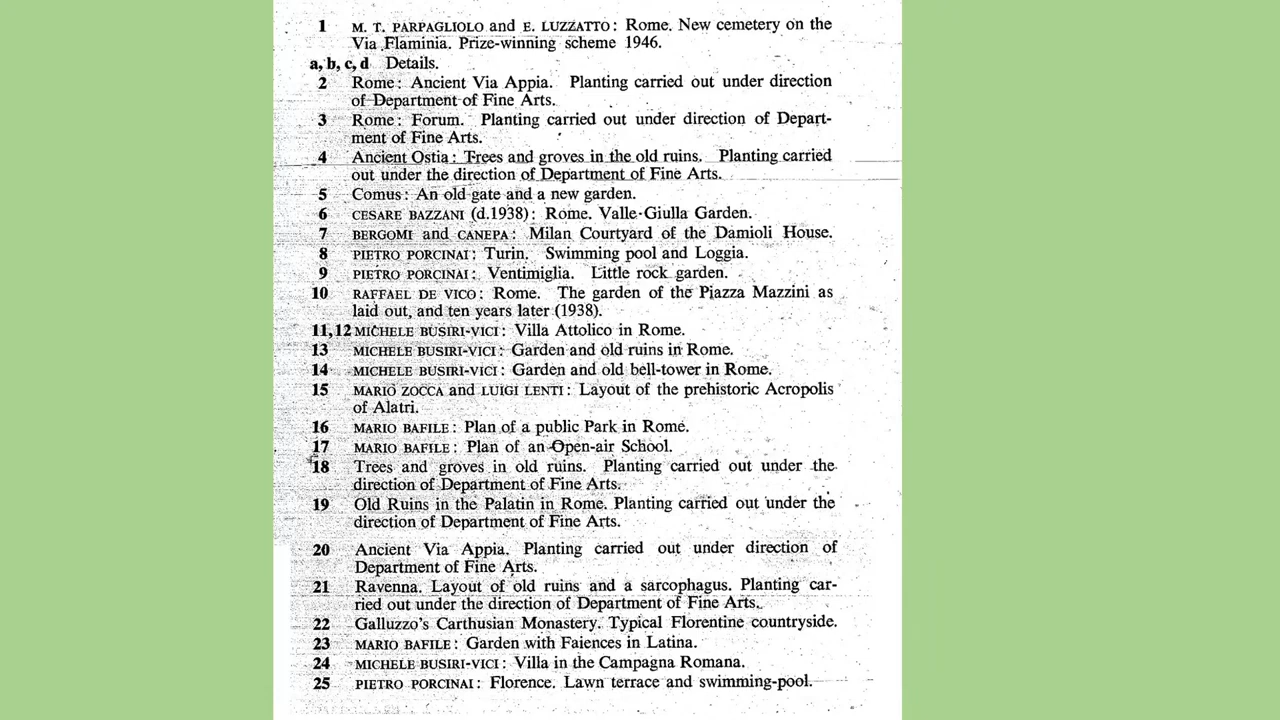 1 M. T. PARPAGLIOLO and E. LUZZATTO: Rome. New cemetery on the
Via Flaminia. Prize-winning scheme 1946.
a, b, c, d Details.
2 Rome: Ancient Via Appia. Planting carried out under direction
of Department of Fine Arts.
3 Rome: Forum. Planting carried out under direction of Depart-
ment of Fine Arts.
4 Ancient Ostia: Trees and groves in the old ruins. Planting carried
out under the direction of Department of Fine Arts.
5 Comus: An old gate and a new garden.
6 CESARE BAZZANI (d.1938): Rome. Valle Giulla Garden.
7 BERGOMI and CANEPA: Milan Courtyard of the Damioli House.
8 PIETRO PORCINAI: Turin. Swimming pool and Loggia.
9 PIETRO PORCINAI: Ventimiglia. Little rock garden.
10 RAFFAEL DE VICO: Rome. The garden of the Piazza Mazzini as
laid out, and ten years later (1938).
11, 12 MICHELE BUSIRI-VICI: Villa Attolico in Rome.
13 MICHELE BUSIRI-VICI: Garden and old ruins in Rome.
14 MICHELE BUSIRI-VICI: Garden and old bell-tower in Rome.
15 MARIO ZOCCA and LUIGI LENTI: Layout of the prehistoric Acropolis
of Alatri.
16 MARIO BAFILE: Plan of a public Park in Rome.
17 MARIO BAFILE: Plan of an Open-air School.
18 Trees and groves in old ruins. Planting carried out under the
direction of Department of Fine Arts.
19 Old Ruins in the Palatin in Rome. Planting carried out under the
direction of Department of Fine Arts.
20 Ancient Via Appia. Planting carried out under direction of
Department of Fine Arts.
21 Ravenna. Layout of old ruins and a sarcophagus. Planting car-
ried out under the direction of Department of Fine Arts.
22 Galluzzo's Carthusian Monastery. Typical Florentine countryside.
23 MARIO BAFILE: Garden with Faiences in Latina.
24 MICHELE BUSIRI-VICI: Villa in the Campagna Romana.
25 PIETRO PORCINAI: Florence. Lawn terrace and swimming-pool.